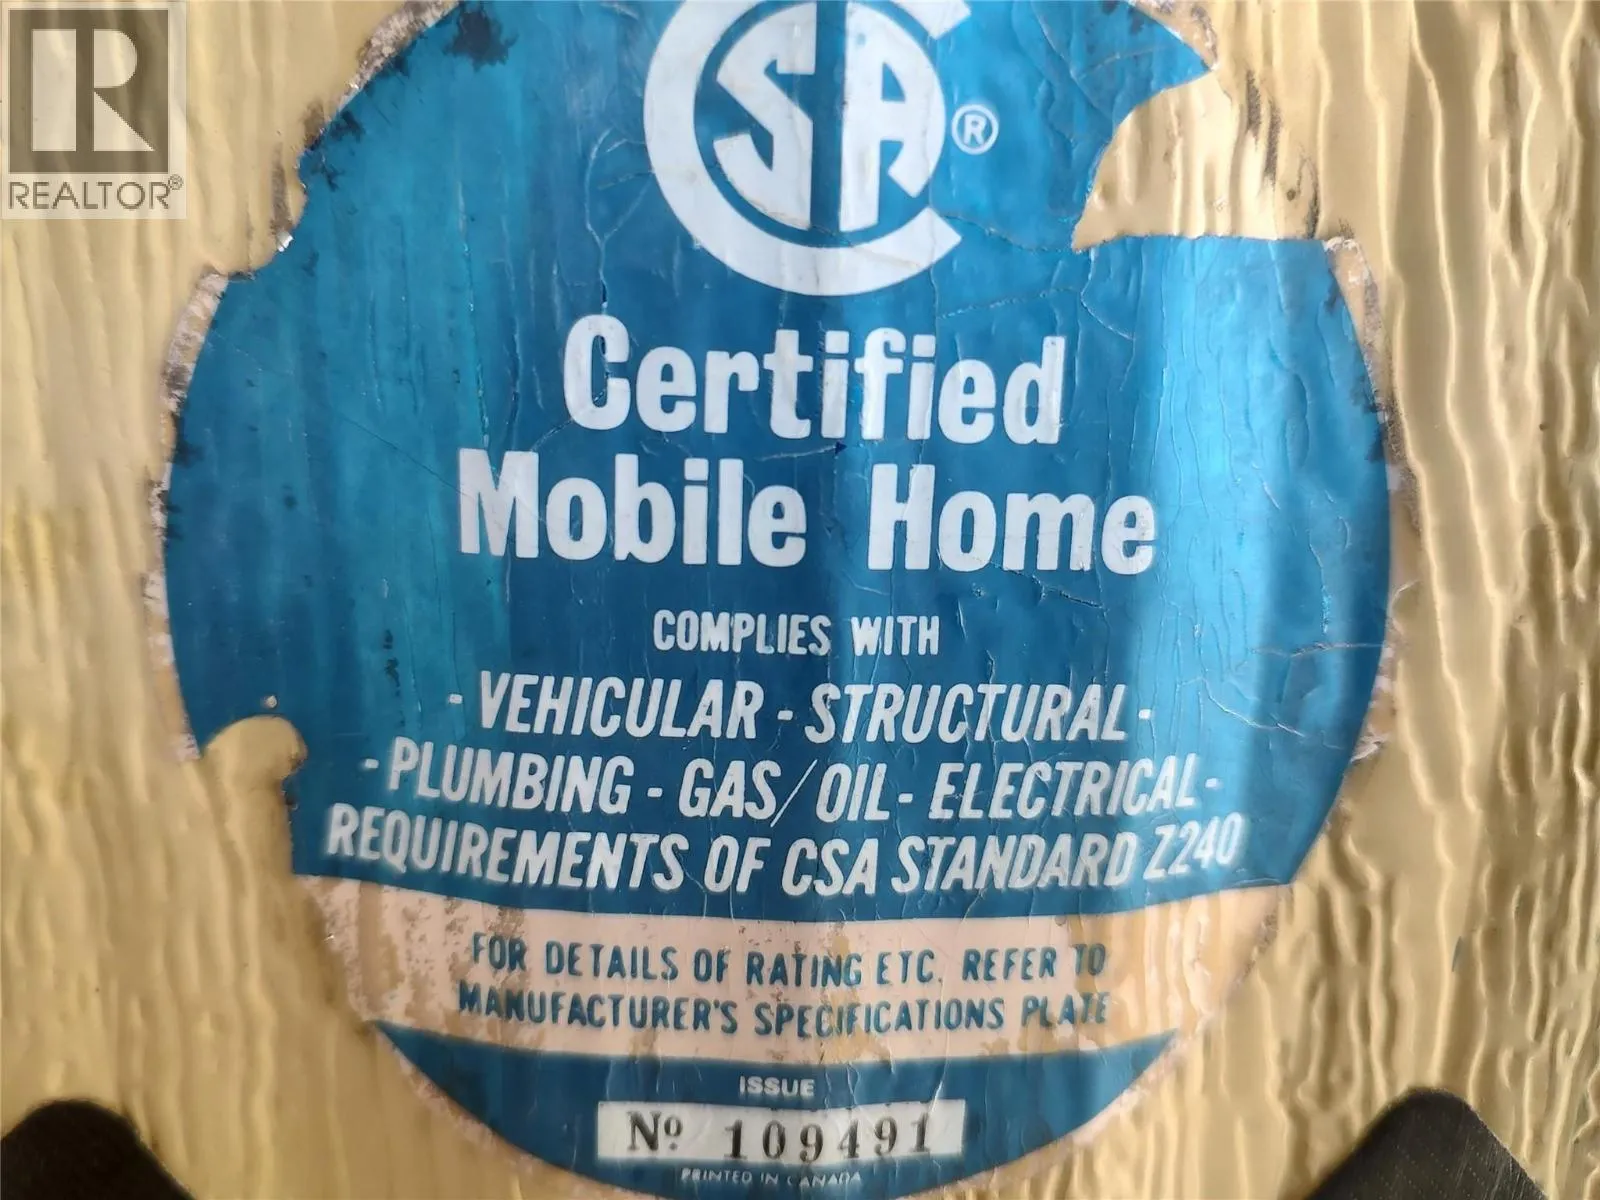 R
REALTOR®
CSA®
Certified
Mobile Home
COMPLIES WITH
- VEHICULAR - STRUCTURAL -
- PLUMBING - GAS/OIL - ELECTRICAL -
REQUIREMENTS OF CSA STANDARD Z240
FOR DETAILS OF RATING ETC. REFER TO
MANUFACTURER'S SPECIFICATIONS PLATE
ISSUE
Nº 109491
PRINTED IN CANADA